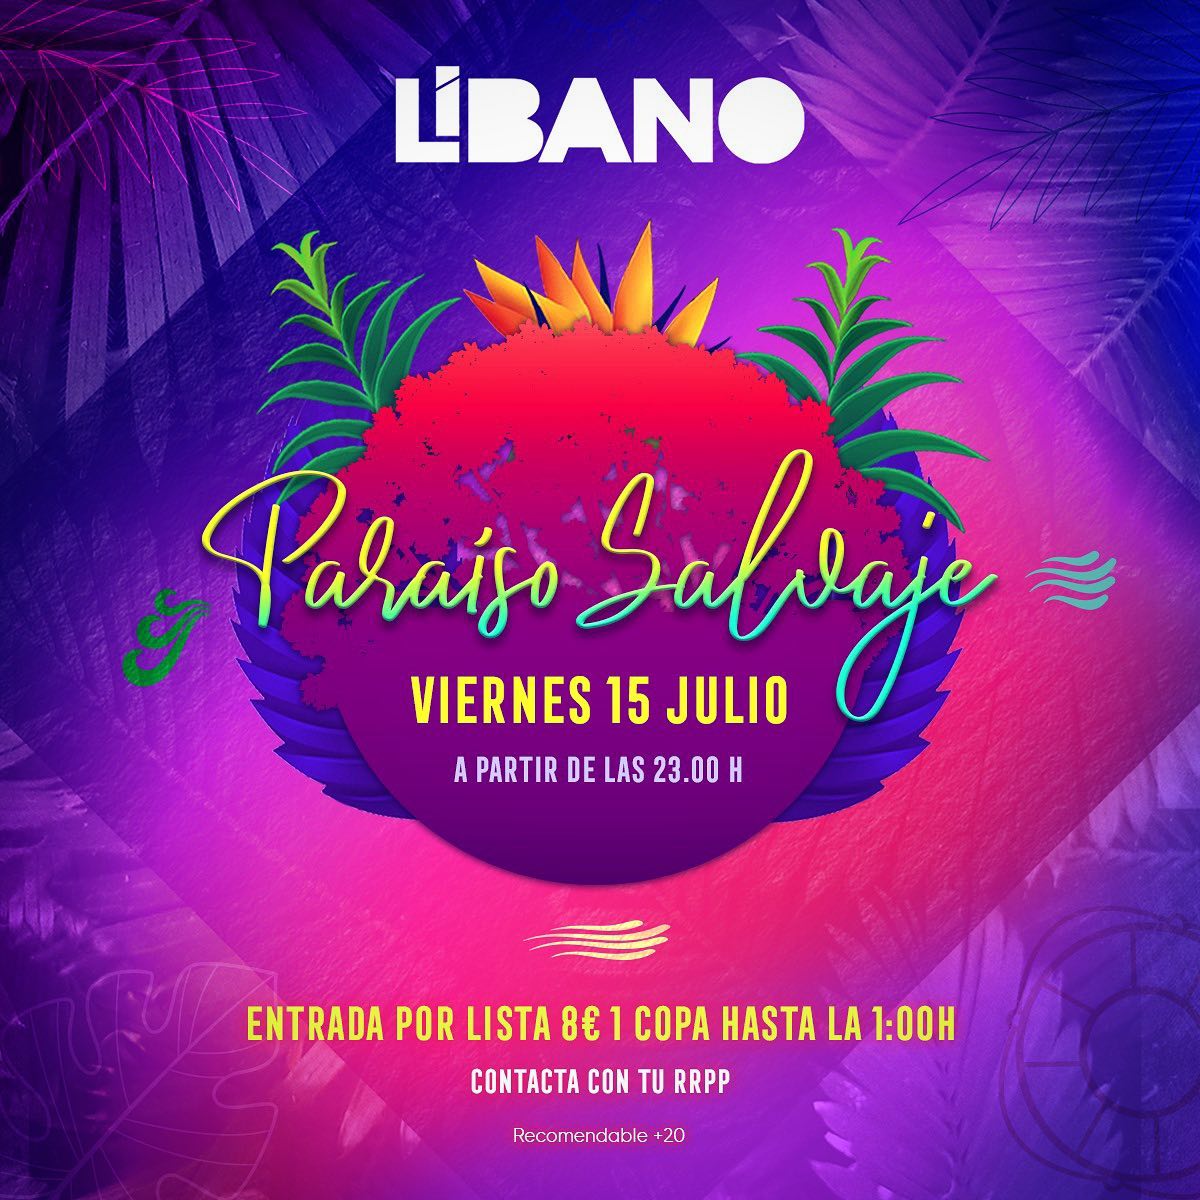 LÍBANO
Paraíso Salvaje
VIERNES 15 JULIO
A PARTIR DE LAS 23.00 H
ENTRADA POR LISTA 8€ 1 COPA HASTA LA 1:00H
CONTACTA CON TU RRPP
Recomendable +20